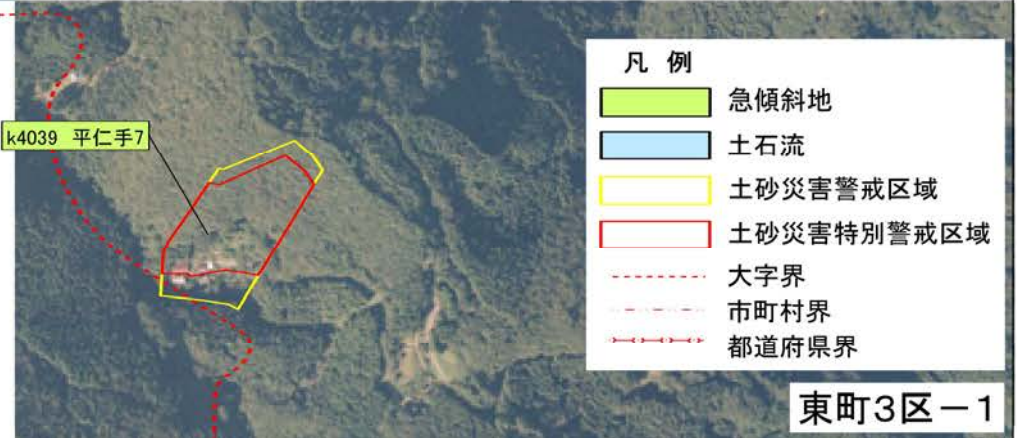 k4039 平仁手7
凡 例
急傾斜地
土石流
土砂災害警戒区域
土砂災害特別警戒区域
大字界
市町村界
都道府県界
東町3区-1